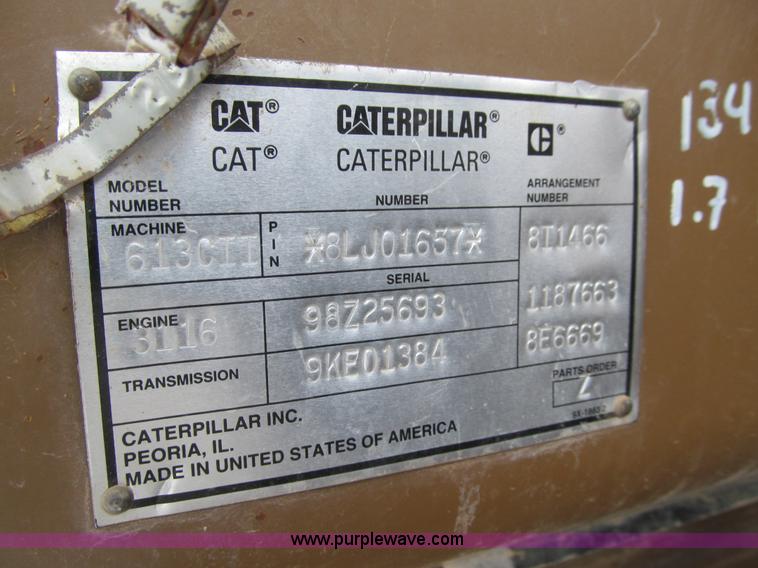 CAT® CATERPILLAR® C®
CAT® CATERPILLAR®
MODEL NUMBER NUMBER ARRANGEMENT NUMBER
MACHINE 613CII PIN *8LJ01657* 8I1466
SERIAL
ENGINE 3116 98Z25693 1187663
TRANSMISSION 9KE01384 8E6669
PARTS ORDER
CATERPILLAR INC.
PEORIA, IL.
MADE IN UNITED STATES OF AMERICA
134
1.7
www.purplewave.com